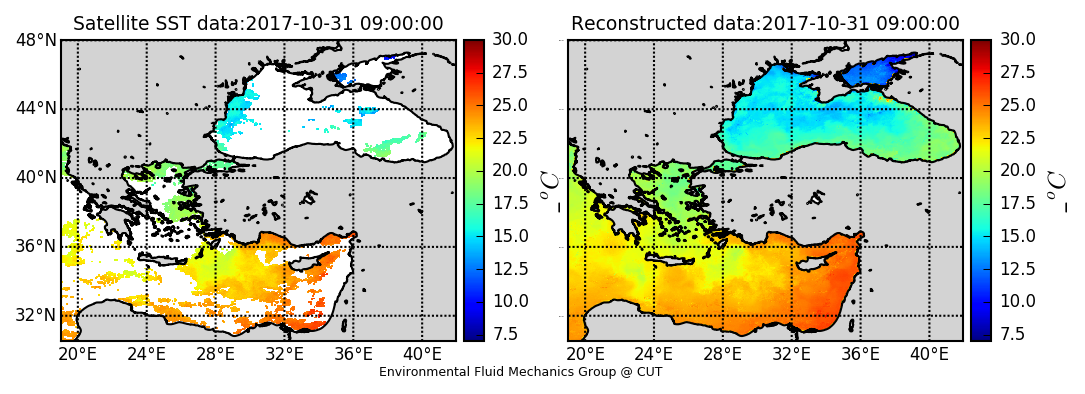 Satellite SST data:2017-10-31 09:00:00
48°N
44°N
40°N
36°N
32°N
20°E 24°E 28°E 32°E 36°E 40°E
30.0
27.5
25.0
22.5
20.0
17.5
15.0
12.5
10.0
7.5
_ °C
Reconstructed data:2017-10-31 09:00:00
20°E 24°E 28°E 32°E 36°E 40°E
30.0
27.5
25.0
22.5
20.0
17.5
15.0
12.5
10.0
7.5
_ °C
Environmental Fluid Mechanics Group @ CUT